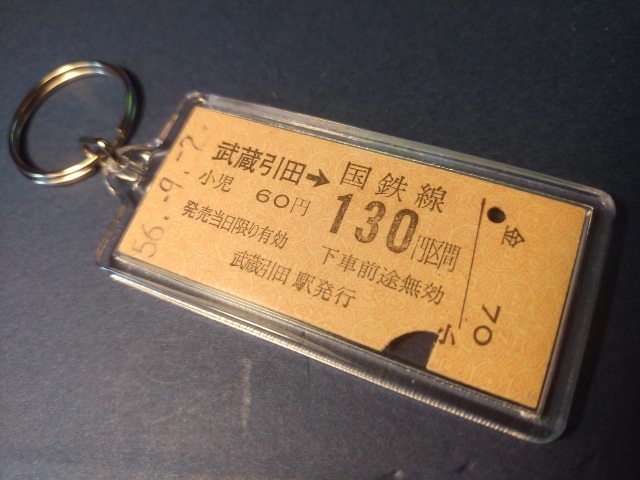 56.-9.-2.
武蔵引田→国鉄線
小児 60円 130円区間
発売当日限り有効 下車前途無効
武蔵引田駅発行
小
70